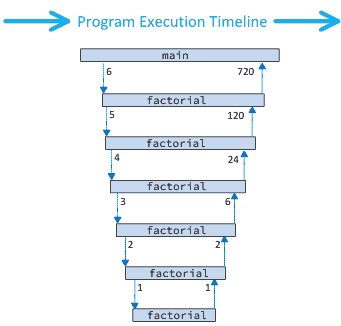 Program Execution Timeline
main
6 720
factorial
5 120
factorial
4 24
factorial
3 6
factorial
2 2
factorial
1 1
factorial